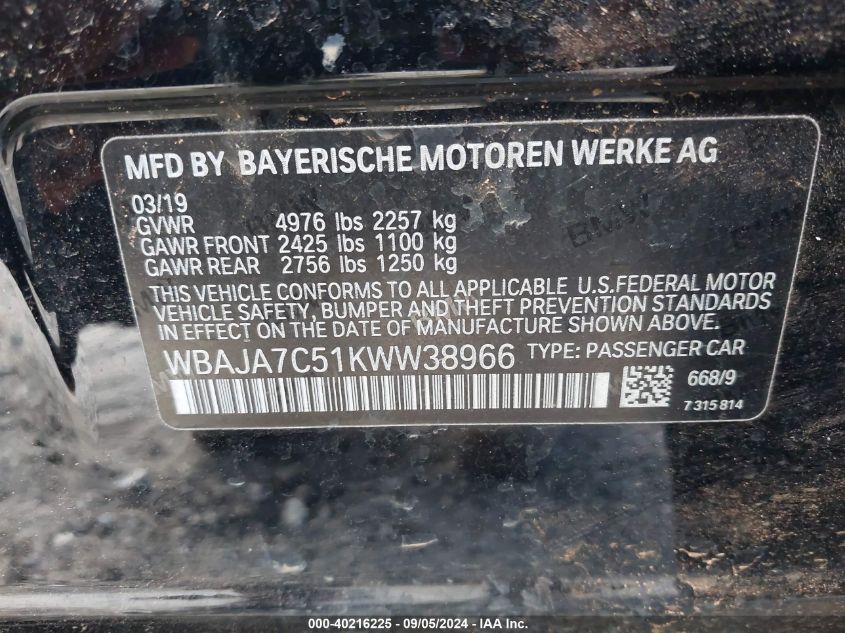 MFD BY BAYERISCHE MOTOREN WERKE AG
03/19
GVWR 4976 lbs 2257 kg
GAWR FRONT 2425 lbs 1100 kg
GAWR REAR 2756 lbs 1250 kg
THIS VEHICLE CONFORMS TO ALL APPLICABLE U.S.FEDERAL MOTOR
VEHICLE SAFETY, BUMPER AND THEFT PREVENTION STANDARDS
IN EFFECT ON THE DATE OF MANUFACTURE SHOWN ABOVE.
WBAJA7C51KWW38966 TYPE: PASSENGER CAR
668/9
7 315 814
BMW
000-40216225 - 09/05/2024 - IAA Inc.